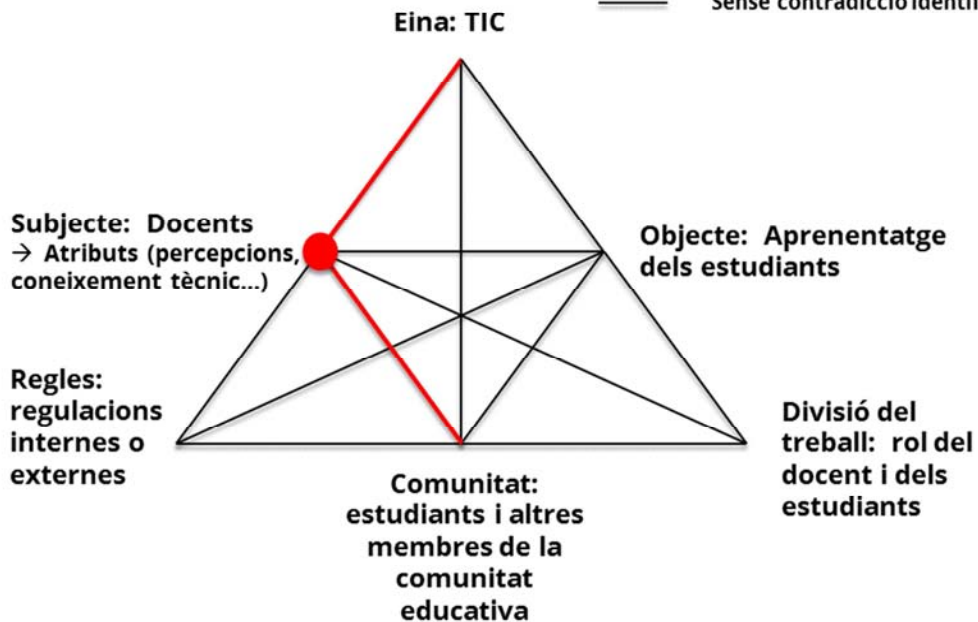 Sense contradicció
Eina: TIC
Subjecte: Docents
→ Atributs (percepcions,
coneixement tècnic...)
Objecte: Aprenentatge
dels estudiants
Regles:
regulacions
internes o
externes
Divisió del
treball: rol del
docent i dels
estudiants
Comunitat:
estudiants i altres
membres de la
comunitat
educativa